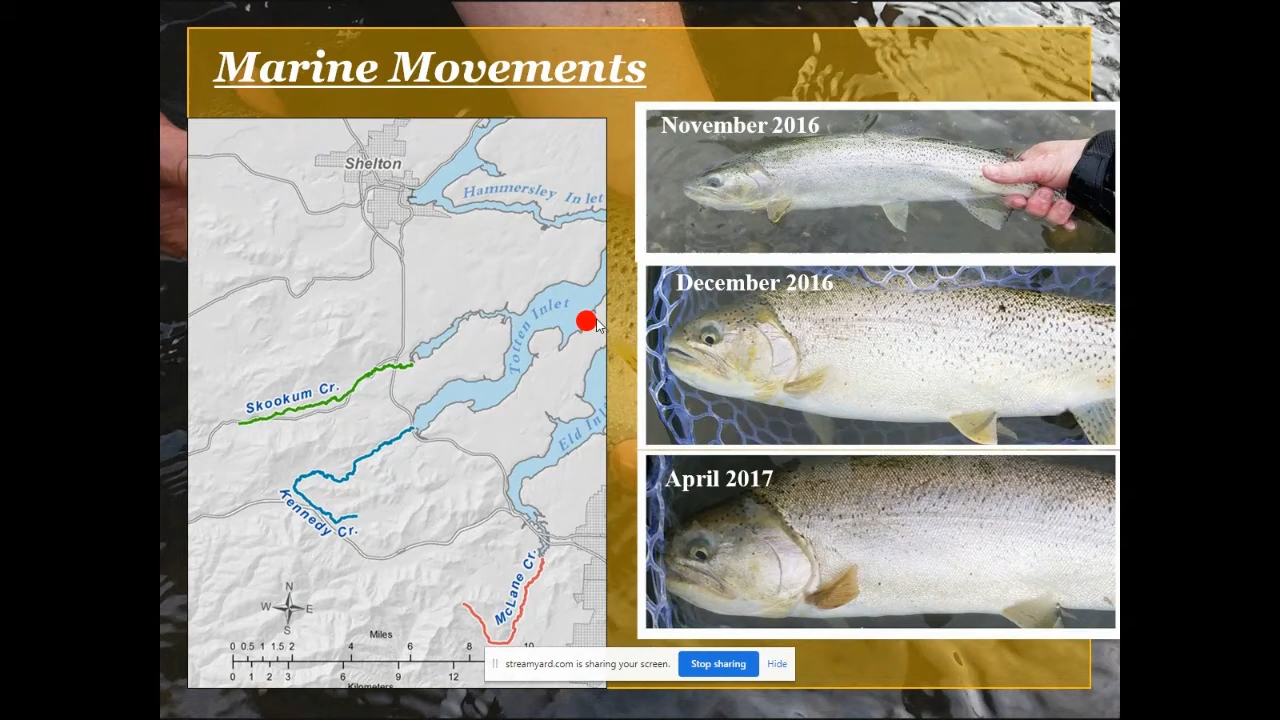 Marine Movements
Shelton
Hammersley Inlet
Totten Inlet
Skookum Cr.
Eld
Kennedy Cr.
McLane Cr.
N
W E
S
Miles
0 0.5 1 1.5 2 4 6 8 10
0 1 2 3 6 9 12
Kilometers
November 2016
December 2016
April 2017
streamyard.com is sharing your screen. Stop sharing Hide